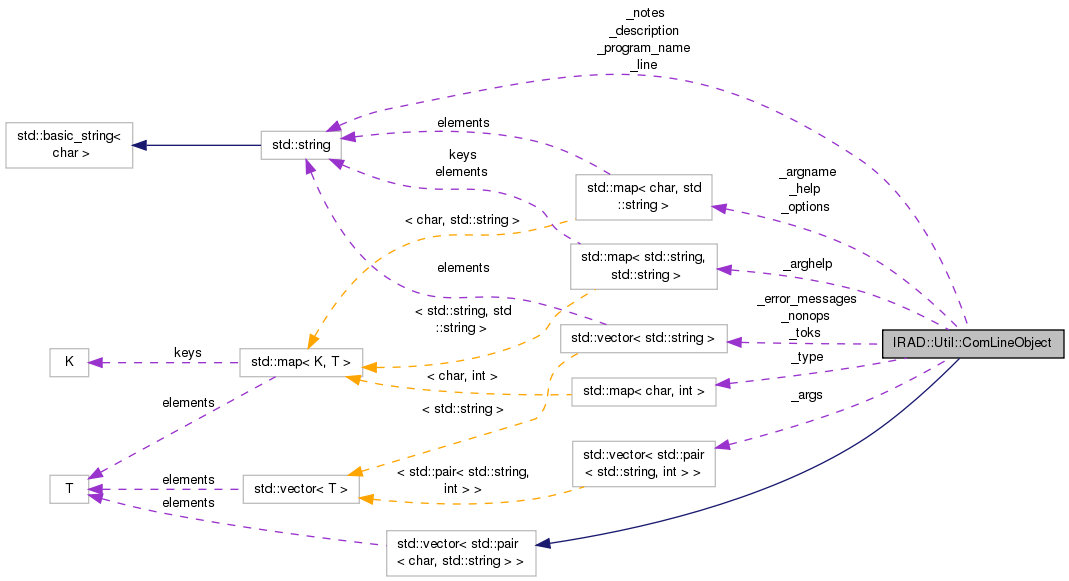 _notes
_description
_program_name
_line
std::basic_string<
char >
std::string
elements
keys
elements
std::map< char, std
::string >
_argname
_help
_options
< char, std::string >
std::map< std::string,
std::string >
_arghelp
elements
< std::string, std
::string >
std::vector< std::string >
_error_messages
_nonops
_toks
IRAD::Util::ComLineObject
K
keys
std::map< K, T >
< char, int >
std::map< char, int >
_type
elements
< std::string >
_args
std::vector< std::pair
< std::string, int > >
< std::pair< std::string,
int > >
T
elements
std::vector< T >
elements
std::vector< std::pair
< char, std::string > >